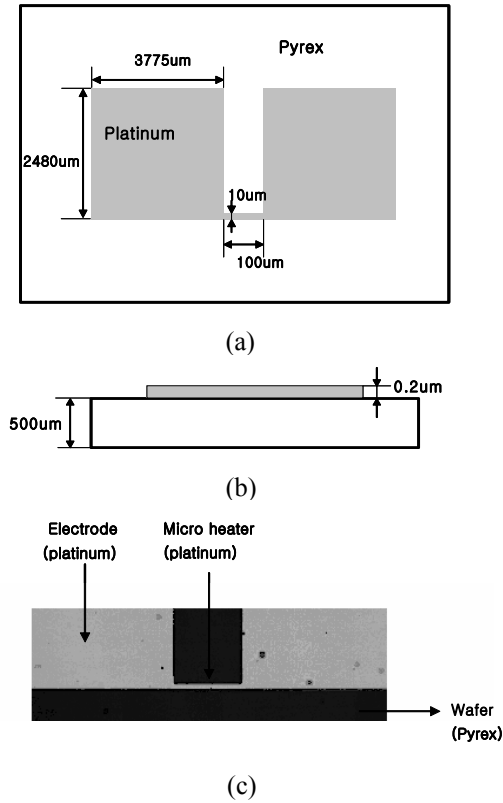 3775um
Pyrex
Platinum
2480um
10um
100um
(a)
0.2um
500um
(b)
Electrode
(platinum)
Micro heater
(platinum)
Wafer
(Pyrex)
(c)